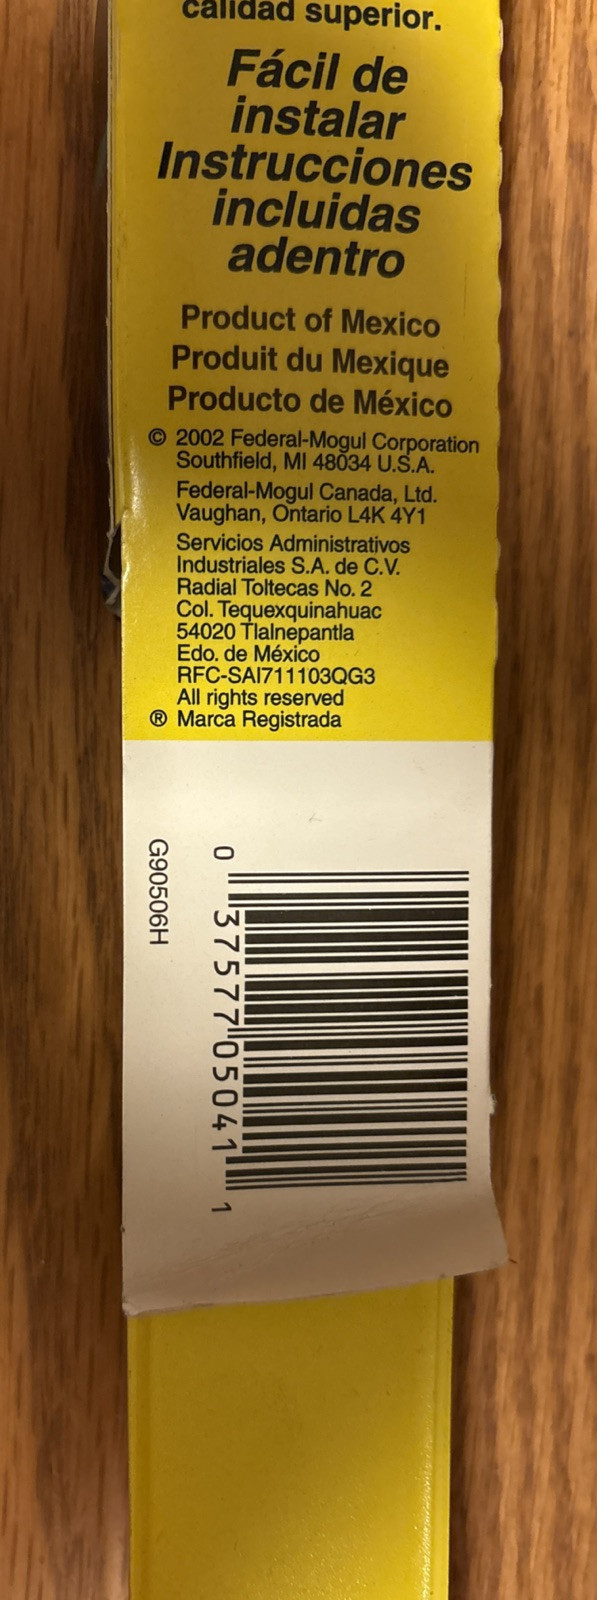 calidad superior.
Fácil de
instalar
Instrucciones
incluidas
adentro
Product of Mexico
Produit du Mexique
Producto de México
© 2002 Federal-Mogul Corporation
Southfield, MI 48034 U.S.A.
Federal-Mogul Canada, Ltd.
Vaughan, Ontario L4K 4Y1
Servicios Administrativos
Industriales S.A. de C.V.
Radial Toltecas No. 2
Col. Tequexquinahuac
54020 Tlalnepantla
Edo. de México
RFC-SAI711103QG3
All rights reserved
® Marca Registrada
G90506H
0 37577 05041 1